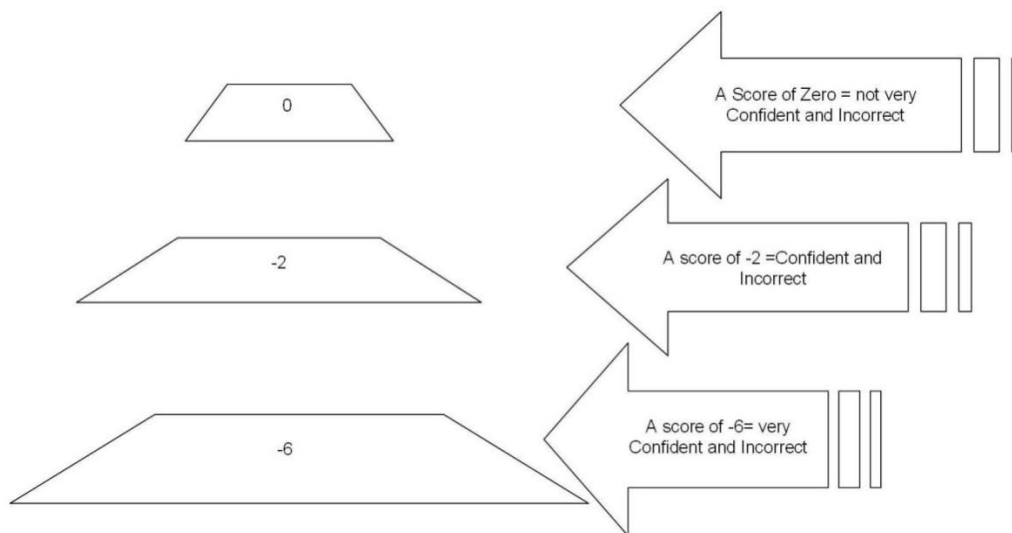 0
A Score of Zero = not very
Confident and Incorrect
-2
A score of -2 =Confident and
Incorrect
-6
A score of -6= very
Confident and Incorrect